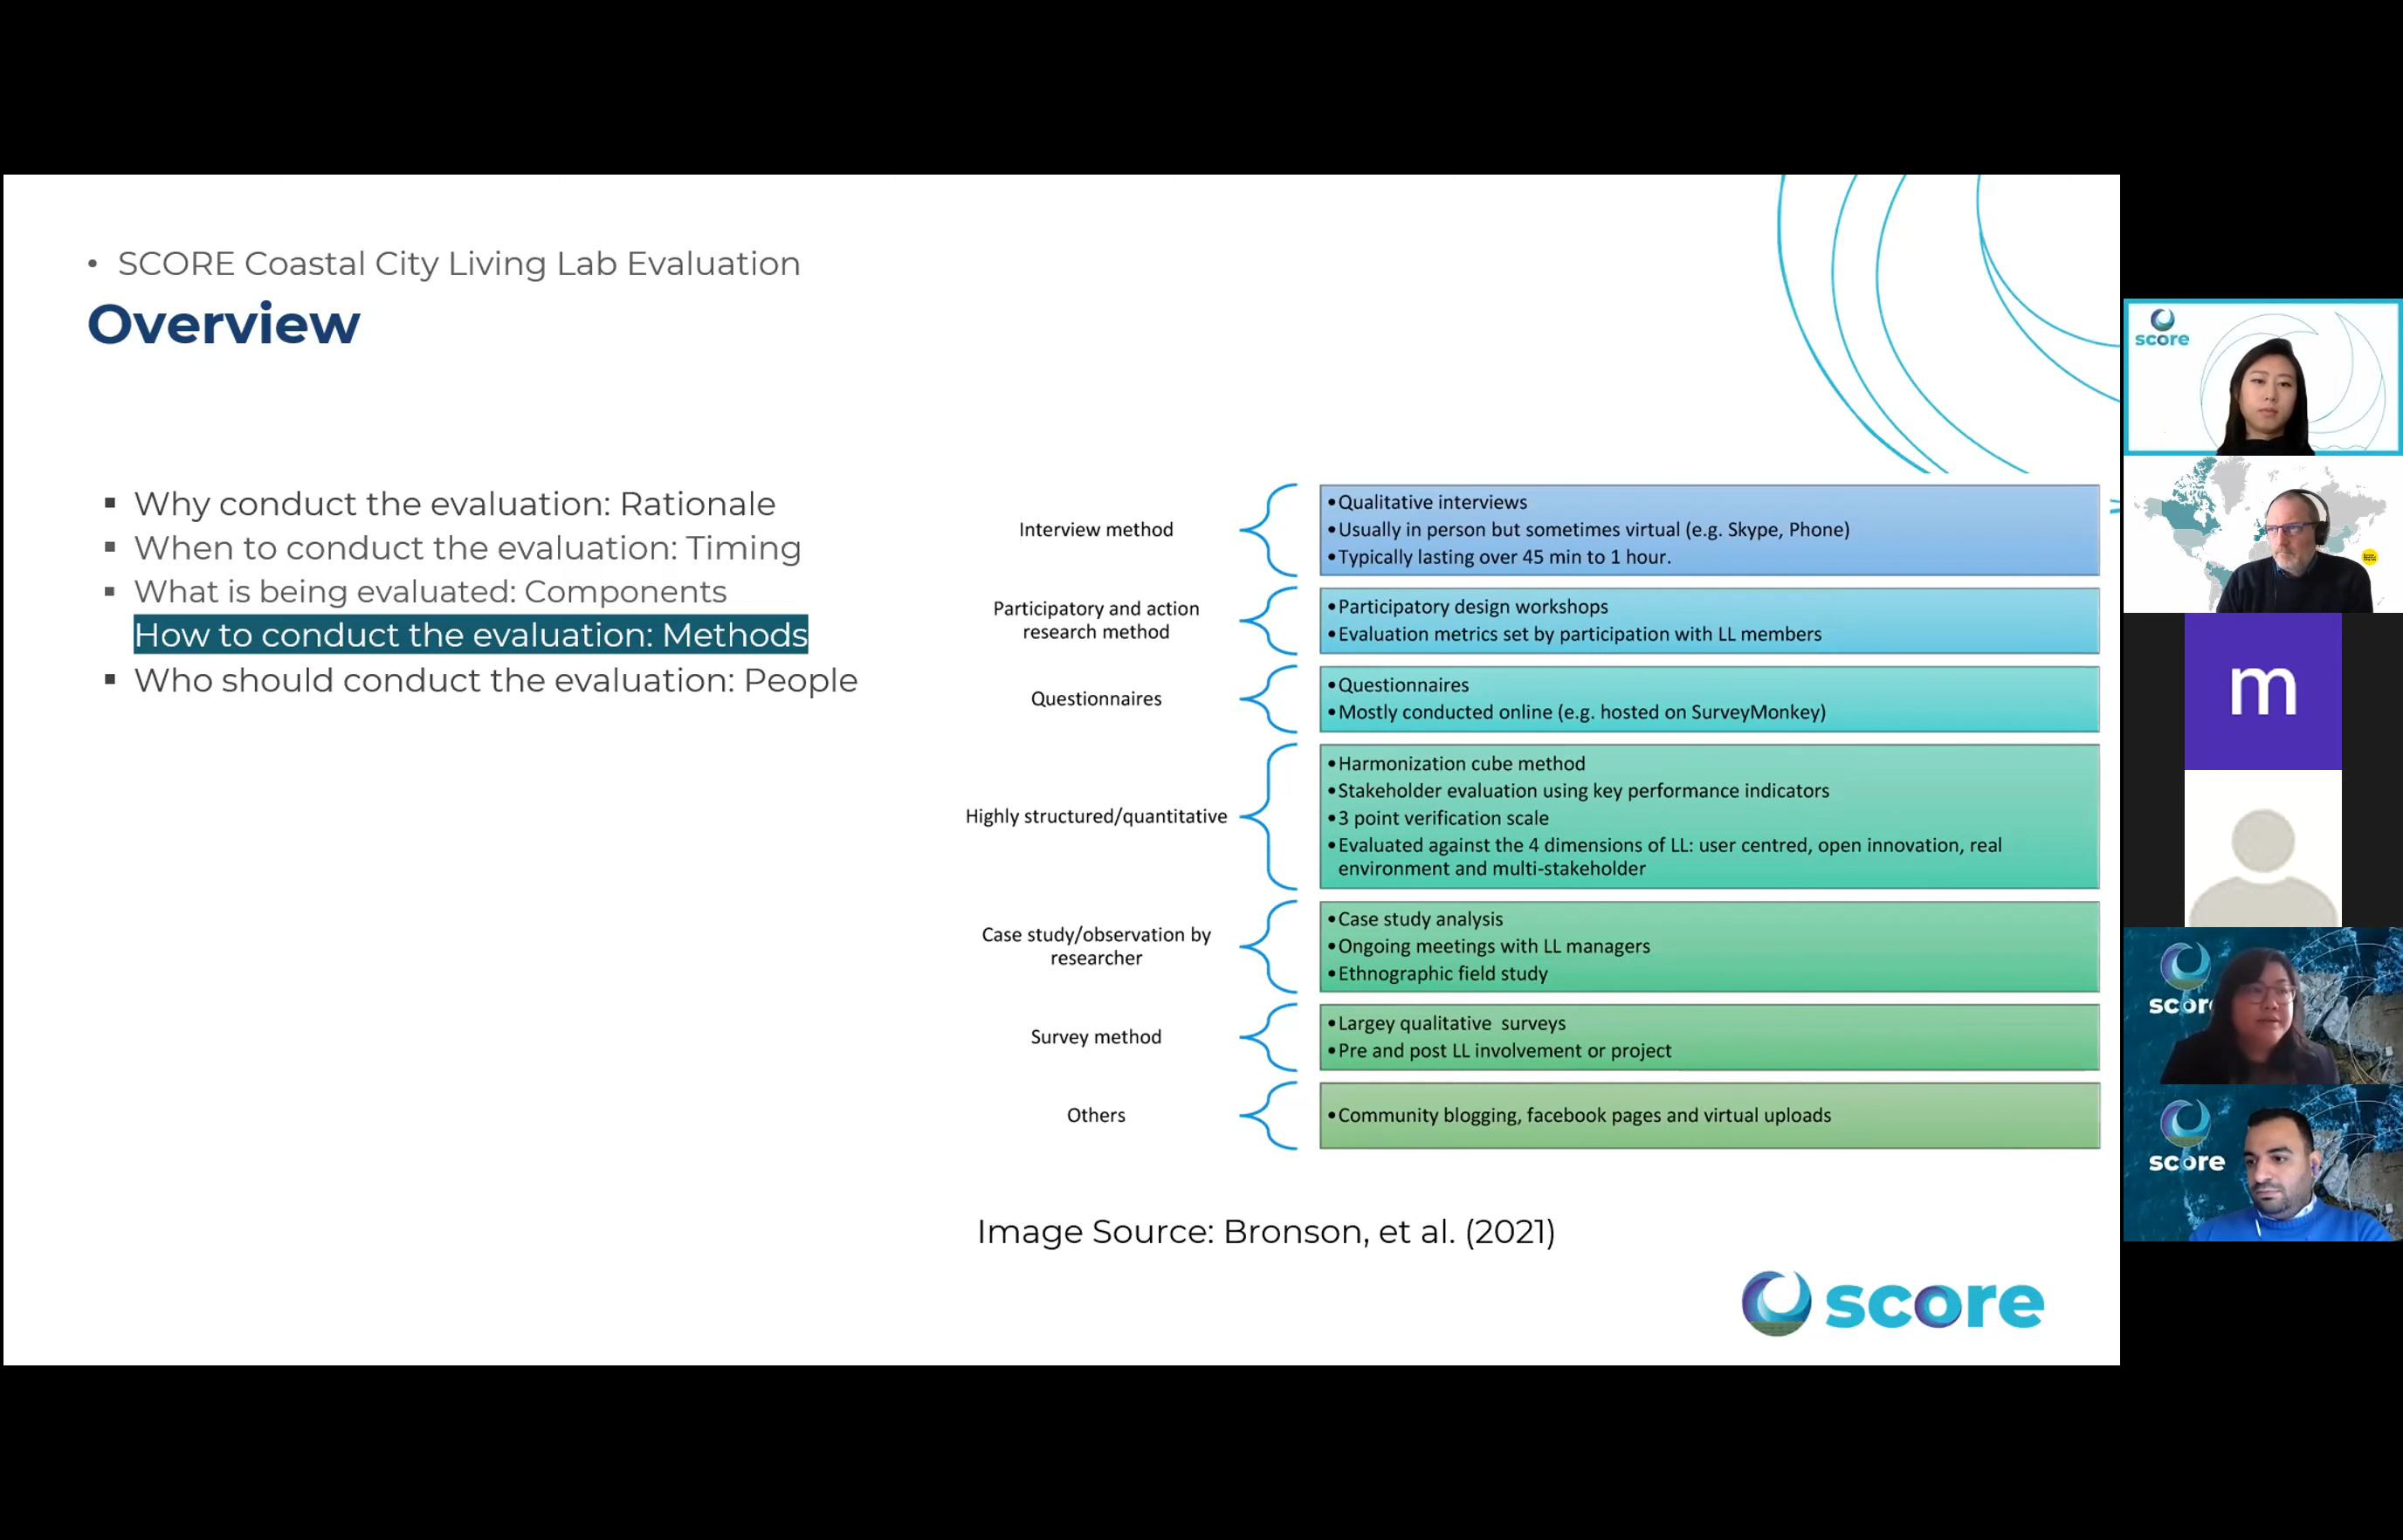 • SCORE Coastal City Living Lab Evaluation
Overview
▪ Why conduct the evaluation: Rationale
▪ When to conduct the evaluation: Timing
▪ What is being evaluated: Components
How to conduct the evaluation: Methods
▪ Who should conduct the evaluation: People
Interview method
•Qualitative interviews
•Usually in person but sometimes virtual (e.g. Skype, Phone)
•Typically lasting over 45 min to 1 hour.
Participatory and action
research method
•Participatory design workshops
•Evaluation metrics set by participation with LL members
Questionnaires
•Questionnaires
•Mostly conducted online (e.g. hosted on SurveyMonkey)
Highly structured/quantitative
•Harmonization cube method
•Stakeholder evaluation using key performance indicators
•3 point verification scale
•Evaluated against the 4 dimensions of LL: user centred, open innovation, real
environment and multi-stakeholder
Case study/observation by
researcher
•Case study analysis
•Ongoing meetings with LL managers
•Ethnographic field study
Survey method
•Largey qualitative surveys
•Pre and post LL involvement or project
Others
•Community blogging, facebook pages and virtual uploads
Image Source: Bronson, et al. (2021)
score
score
m
score
score